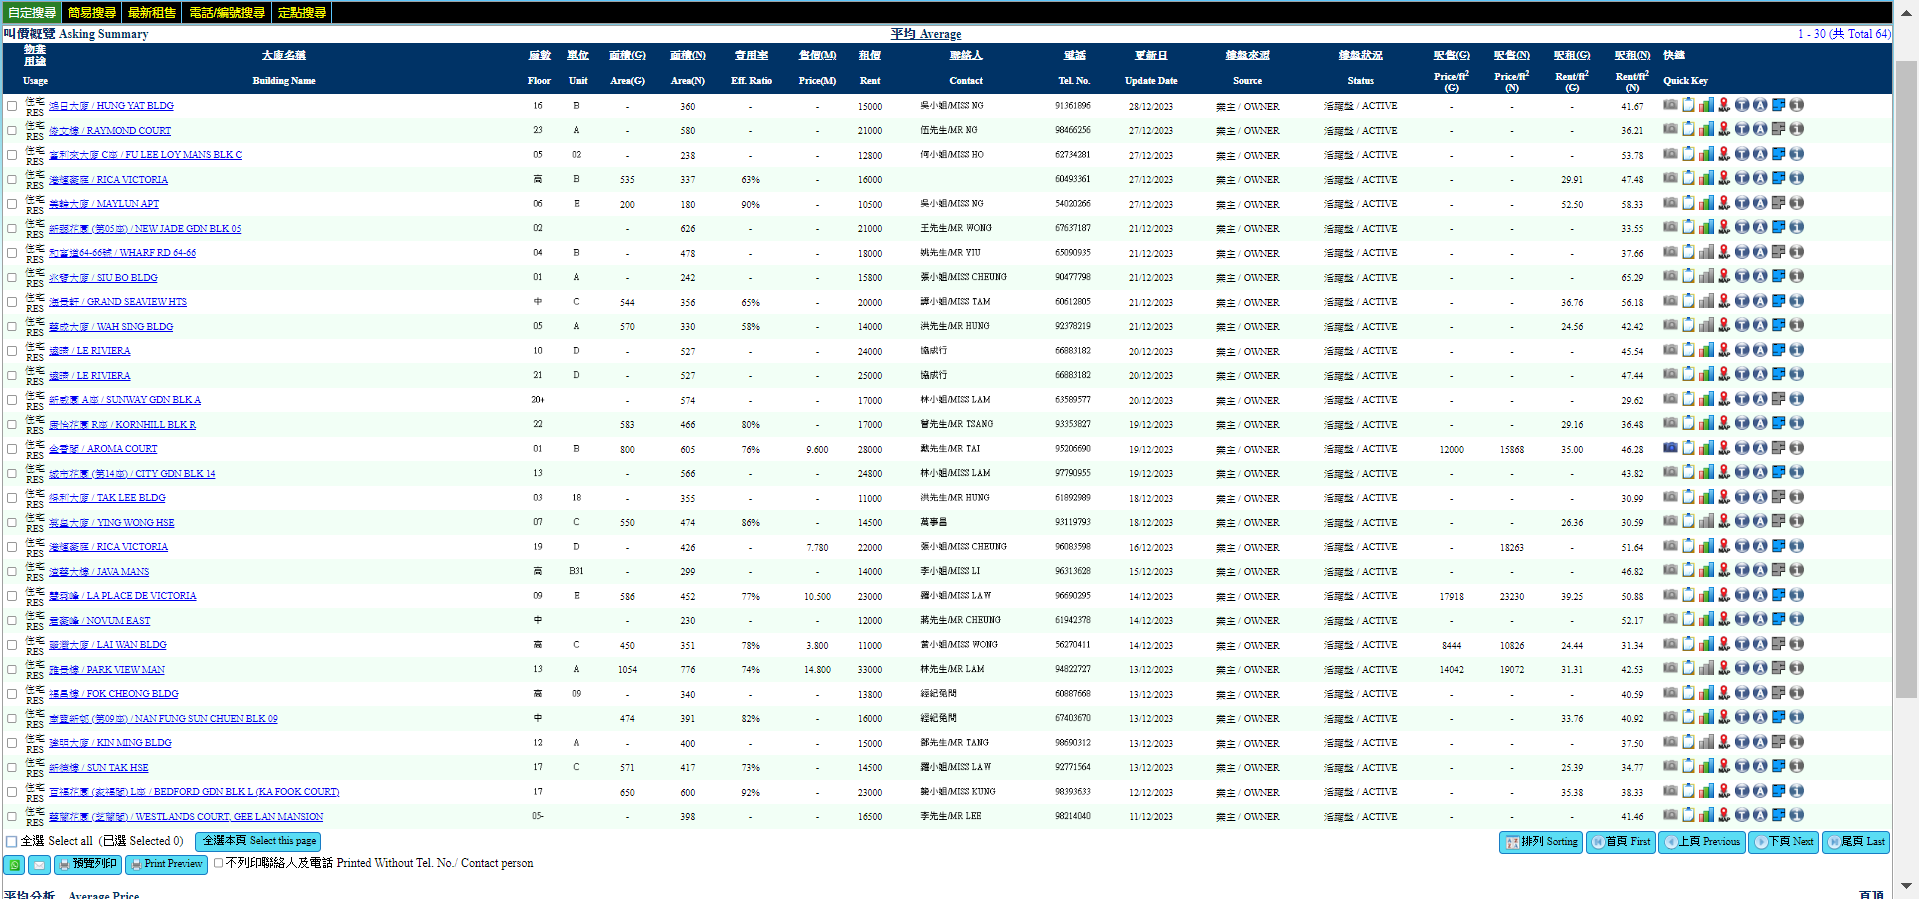 自定搜尋 簡易搜尋 最新租售 電話/編號搜尋 定點搜尋
叫價概覽 Asking Summary 平均 Average 1 - 30 (共 Total 64)
物業用途 大廈名稱 層數 單位 面積(G) 面積(N) 實用率 售價(M) 租價 聯絡人 電話 更新日 樓盤來源 樓盤狀況 呎售(G) 呎售(N) 呎租(G) 呎租(N) 快鍵
Usage Building Name Floor Unit Area(G) Area(N) Eff. Ratio Price(M) Rent Contact Tel. No. Update Date Source Status Price/ft² (G) Price/ft² (N) Rent/ft² (G) Rent/ft² (N) Quick Key
住宅 RES 鴻日大廈 / HUNG YAT BLDG 16 B - 360 - - 15000 吳小姐/MISS NG 91361896 28/12/2023 業主 / OWNER 活躍盤 / ACTIVE - - - 41.67
住宅 RES 俊文樓 / RAYMOND COURT 23 A - 580 - - 21000 伍先生/MR NG 98466256 27/12/2023 業主 / OWNER 活躍盤 / ACTIVE - - - 36.21
住宅 RES 富利來大廈 C座 / FU LEE LOY MANS BLK C 05 02 - 238 - - 12800 何小姐/MISS HO 62734281 27/12/2023 業主 / OWNER 活躍盤 / ACTIVE - - - 53.78
住宅 RES 港輝薇庭 / RICA VICTORIA 高 B 535 337 63% - 16000 60493361 27/12/2023 業主 / OWNER 活躍盤 / ACTIVE - - 29.91 47.48
住宅 RES 美輪大廈 / MAYLUN APT 06 E 200 180 90% - 10500 吳小姐/MISS NG 54020266 27/12/2023 業主 / OWNER 活躍盤 / ACTIVE - - 52.50 58.33
住宅 RES 新翠花園 (第05座) / NEW JADE GDN BLK 05 02 - 626 - - 21000 王先生/MR WONG 67637187 21/12/2023 業主 / OWNER 活躍盤 / ACTIVE - - - 33.55
住宅 RES 和富道64-66號 / WHARF RD 64-66 04 B - 478 - - 18000 姚先生/MR YIU 65090935 21/12/2023 業主 / OWNER 活躍盤 / ACTIVE - - - 37.66
住宅 RES 兆寶大廈 / SIU BO BLDG 01 A - 242 - - 15800 張小姐/MISS CHEUNG 90477798 21/12/2023 業主 / OWNER 活躍盤 / ACTIVE - - - 65.29
住宅 RES 海景軒 / GRAND SEAVIEW HTS 中 C 544 356 65% - 20000 譚小姐/MISS TAM 60612805 21/12/2023 業主 / OWNER 活躍盤 / ACTIVE - - 36.76 56.18
住宅 RES 華成大廈 / WAH SING BLDG 05 A 570 330 58% - 14000 洪先生/MR HUNG 92378219 21/12/2023 業主 / OWNER 活躍盤 / ACTIVE - - 24.56 42.42
住宅 RES 遠晴 / LE RIVIERA 10 D - 527 - - 24000 協成行 66883182 20/12/2023 業主 / OWNER 活躍盤 / ACTIVE - - - 45.54
住宅 RES 遠晴 / LE RIVIERA 21 D - 527 - - 25000 協成行 66883182 20/12/2023 業主 / OWNER 活躍盤 / ACTIVE - - - 47.44
住宅 RES 新威園 A座 / SUNWAY GDN BLK A 20+ - 574 - - 17000 林小姐/MISS LAM 63589577 20/12/2023 業主 / OWNER 活躍盤 / ACTIVE - - - 29.62
住宅 RES 康怡花園 R座 / KORNHILL BLK R 22 583 466 80% - 17000 曾先生/MR TSANG 93353827 19/12/2023 業主 / OWNER 活躍盤 / ACTIVE - - 29.16 36.48
住宅 RES 金香閣 / AROMA COURT 01 B 800 605 76% 9.600 28000 戴先生/MR TAI 95206690 19/12/2023 業主 / OWNER 活躍盤 / ACTIVE 12000 15868 35.00 46.28
住宅 RES 城市花園 (第14座) / CITY GDN BLK 14 13 - 566 - - 24800 林小姐/MISS LAM 97790955 19/12/2023 業主 / OWNER 活躍盤 / ACTIVE - - - 43.82
住宅 RES 得利大廈 / TAK LEE BLDG 03 18 - 355 - - 11000 洪先生/MR HUNG 61892989 18/12/2023 業主 / OWNER 活躍盤 / ACTIVE - - - 30.99
住宅 RES 英皇大廈 / YING WONG HSE 07 C 550 474 86% - 14500 萬事昌 93119793 18/12/2023 業主 / OWNER 活躍盤 / ACTIVE - - 26.36 30.59
住宅 RES 港輝薇庭 / RICA VICTORIA 19 D - 426 - 7.780 22000 張小姐/MISS CHEUNG 96083598 16/12/2023 業主 / OWNER 活躍盤 / ACTIVE - 18263 - 51.64
住宅 RES 渣華大樓 / JAVA MANS 高 B31 - 299 - - 14000 李小姐/MISS LI 96313628 15/12/2023 業主 / OWNER 活躍盤 / ACTIVE - - - 46.82
住宅 RES 慧雲峰 / LA PLACE DE VICTORIA 09 E 586 452 77% 10.500 23000 羅小姐/MISS LAW 96690295 14/12/2023 業主 / OWNER 活躍盤 / ACTIVE 17918 23230 39.25 50.88
住宅 RES 君豪峰 / NOVUM EAST 中 - 230 - - 12000 蔣先生/MR CHEUNG 61942378 14/12/2023 業主 / OWNER 活躍盤 / ACTIVE - - - 52.17
住宅 RES 麗灣大廈 / LAI WAN BLDG 高 C 450 351 78% 3.800 11000 黃小姐/MISS WONG 56270411 14/12/2023 業主 / OWNER 活躍盤 / ACTIVE 8444 10826 24.44 31.34
住宅 RES 雅景樓 / PARK VIEW MAN 13 A 1054 776 74% 14.800 33000 林先生/MR LAM 94822727 13/12/2023 業主 / OWNER 活躍盤 / ACTIVE 14042 19072 31.31 42.53
住宅 RES 福昌樓 / FOK CHEONG BLDG 高 09 - 340 - - 13800 經紀免問 60887668 13/12/2023 業主 / OWNER 活躍盤 / ACTIVE - - - 40.59
住宅 RES 南豐新邨 (第09座) / NAN FUNG SUN CHUEN BLK 09 中 474 391 82% - 16000 經紀免問 67403670 13/12/2023 業主 / OWNER 活躍盤 / ACTIVE - - 33.76 40.92
住宅 RES 建明大廈 / KIN MING BLDG 12 A - 400 - - 15000 鄧先生/MR TANG 98690312 13/12/2023 業主 / OWNER 活躍盤 / ACTIVE - - - 37.50
住宅 RES 新德樓 / SUN TAK HSE 17 C 571 417 73% - 14500 羅小姐/MISS LAW 92771564 13/12/2023 業主 / OWNER 活躍盤 / ACTIVE - - 25.39 34.77
住宅 RES 百福花園 (家福閣) L座 / BEDFORD GDN BLK L (KA FOOK COURT) 17 650 600 92% - 23000 龔小姐/MISS KUNG 98393633 12/12/2023 業主 / OWNER 活躍盤 / ACTIVE - - 35.38 38.33
住宅 RES 華蘭花園 (芝蘭閣) / WESTLANDS COURT, GEE LAN MANSION 05- - 398 - - 16500 李先生/MR LEE 98214040 11/12/2023 業主 / OWNER 活躍盤 / ACTIVE - - - 41.46
全選 Select all (已選 Selected 0) 全選本頁 Select this page 排列 Sorting 首頁 First 上頁 Previous 下頁 Next 尾頁 Last
預覽列印 Print Preview 不列印聯絡人及電話 Printed Without Tel. No./ Contact person
平均分析 Average Price 頁頂